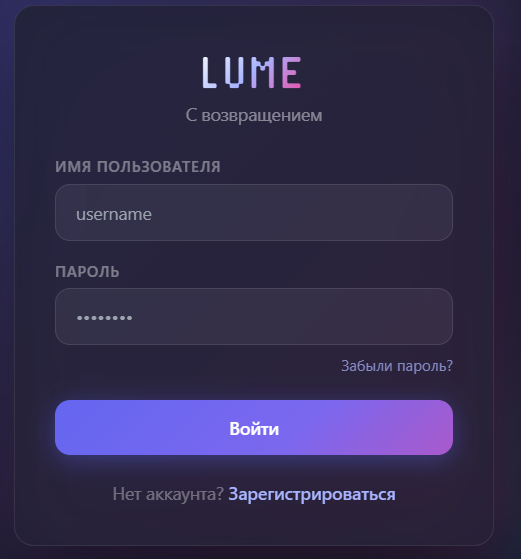 LUME
С возвращением
ИМЯ ПОЛЬЗОВАТЕЛЯ
username
ПАРОЛЬ
••••••••
Забыли пароль?
Войти
Нет аккаунта? Зарегистрироваться